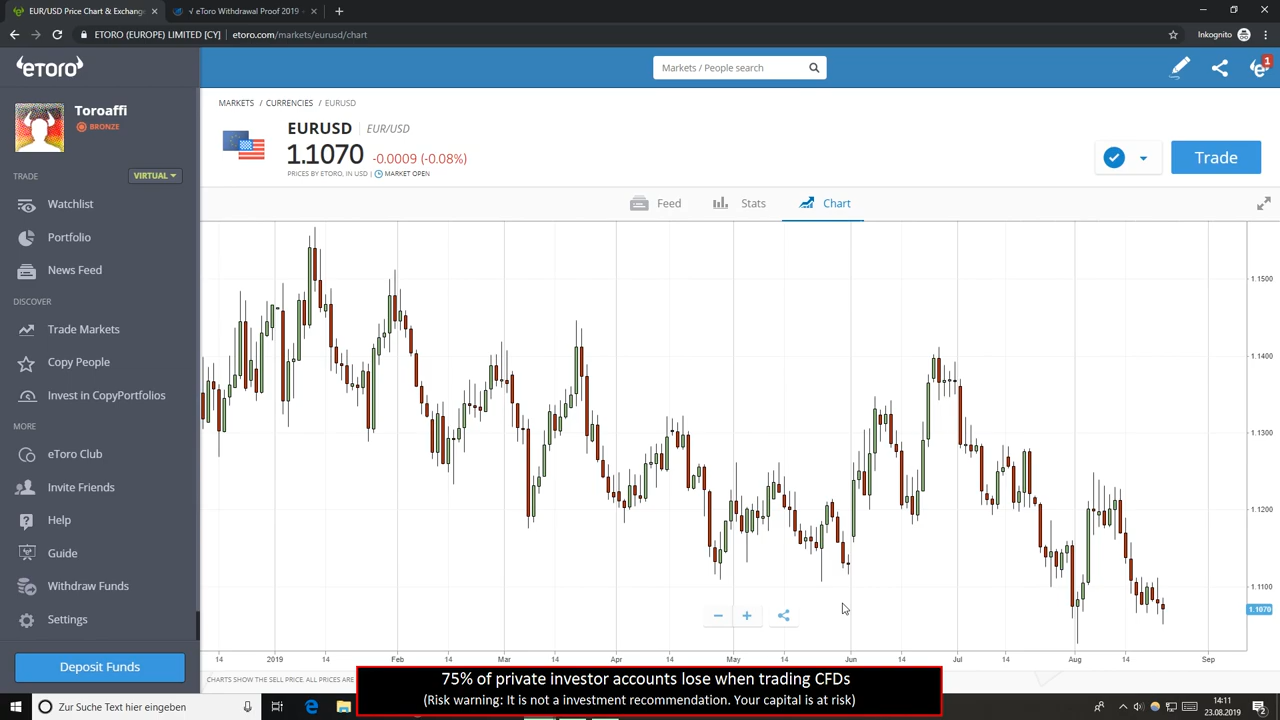 EUR/USD Price Chart & Exchange
√ eToro Withdrawal Proof 2019 -
ETORO (EUROPE) LIMITED [CY] etoro.com/markets/eurusd/chart
Inkognito
eToro
Markets / People search
1
Toroaffi
BRONZE
MARKETS / CURRENCIES / EURUSD
EURUSD EUR/USD
1.1070 -0.0009 (-0.08%)
PRICES BY ETORO, IN USD | MARKET OPEN
Trade
TRADE VIRTUAL
Watchlist
Portfolio
News Feed
DISCOVER
Trade Markets
Copy People
Invest in CopyPortfolios
MORE
eToro Club
Invite Friends
Help
Guide
Withdraw Funds
Settings
Deposit Funds
Feed Stats Chart
1.1500
1.1400
1.1300
1.1200
1.1100
1.1070
14 2019 14 Feb 14 Mar 14 Apr 14 May 14 Jun 14 Jul 14 Aug 14 Sep
CHARTS SHOW THE SELL PRICE. ALL PRICES ARE
75% of private investor accounts lose when trading CFDs
(Risk warning: It is not a investment recommendation. Your capital is at risk)
Zur Suche Text hier eingeben
14:11
23.08.2019